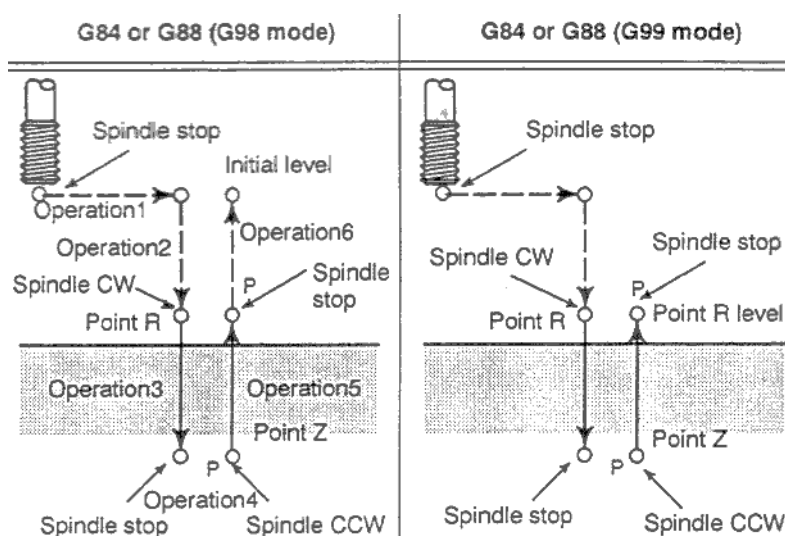 G84 or G88 (G98 mode)
Spindle stop
Initial level
Operation1
Operation2
Operation6
Spindle CW
P
Spindle
stop
Point R
Operation3
Operation5
Point Z
P
Operation4
Spindle stop
Spindle CCW
G84 or G88 (G99 mode)
Spindle stop
Spindle CW
Spindle
stop
P
Point R
Point R level
Point Z
P
Spindle stop
Spindle CCW